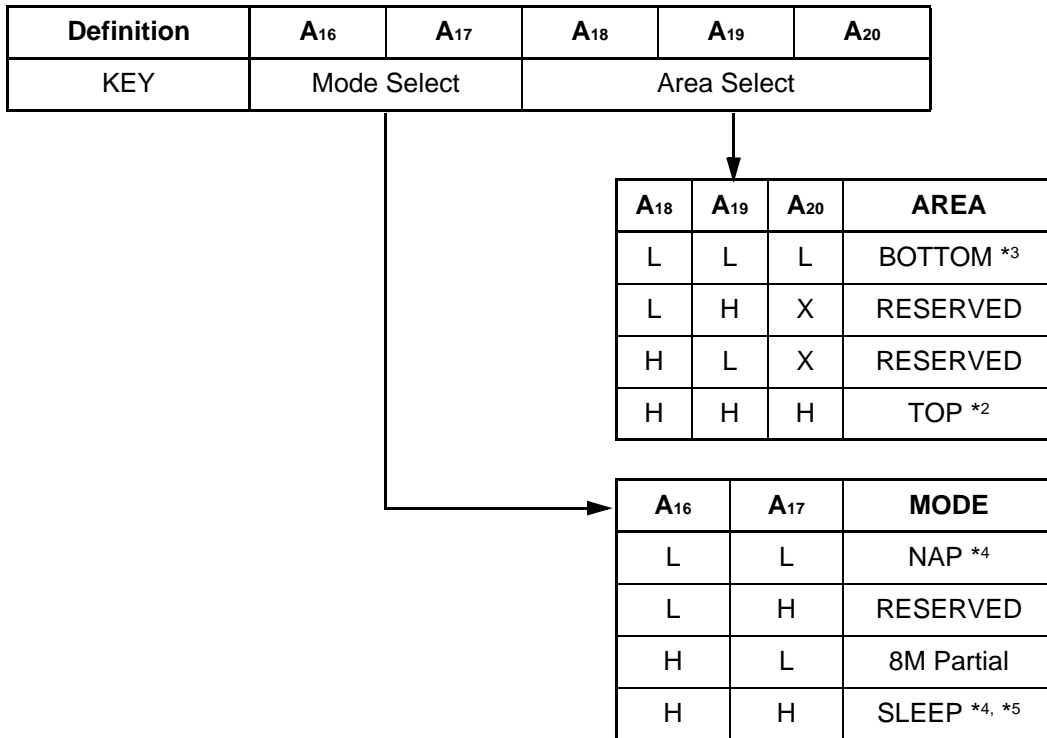 Definition A16 A17 A18 A19 A20
KEY Mode Select Area Select
A18 A19 A20 AREA
L L L BOTTOM *3
L H X RESERVED
H L X RESERVED
H H H TOP *2
A16 A17 MODE
L L NAP *4
L H RESERVED
H L 8M Partial
H H SLEEP *4, *5